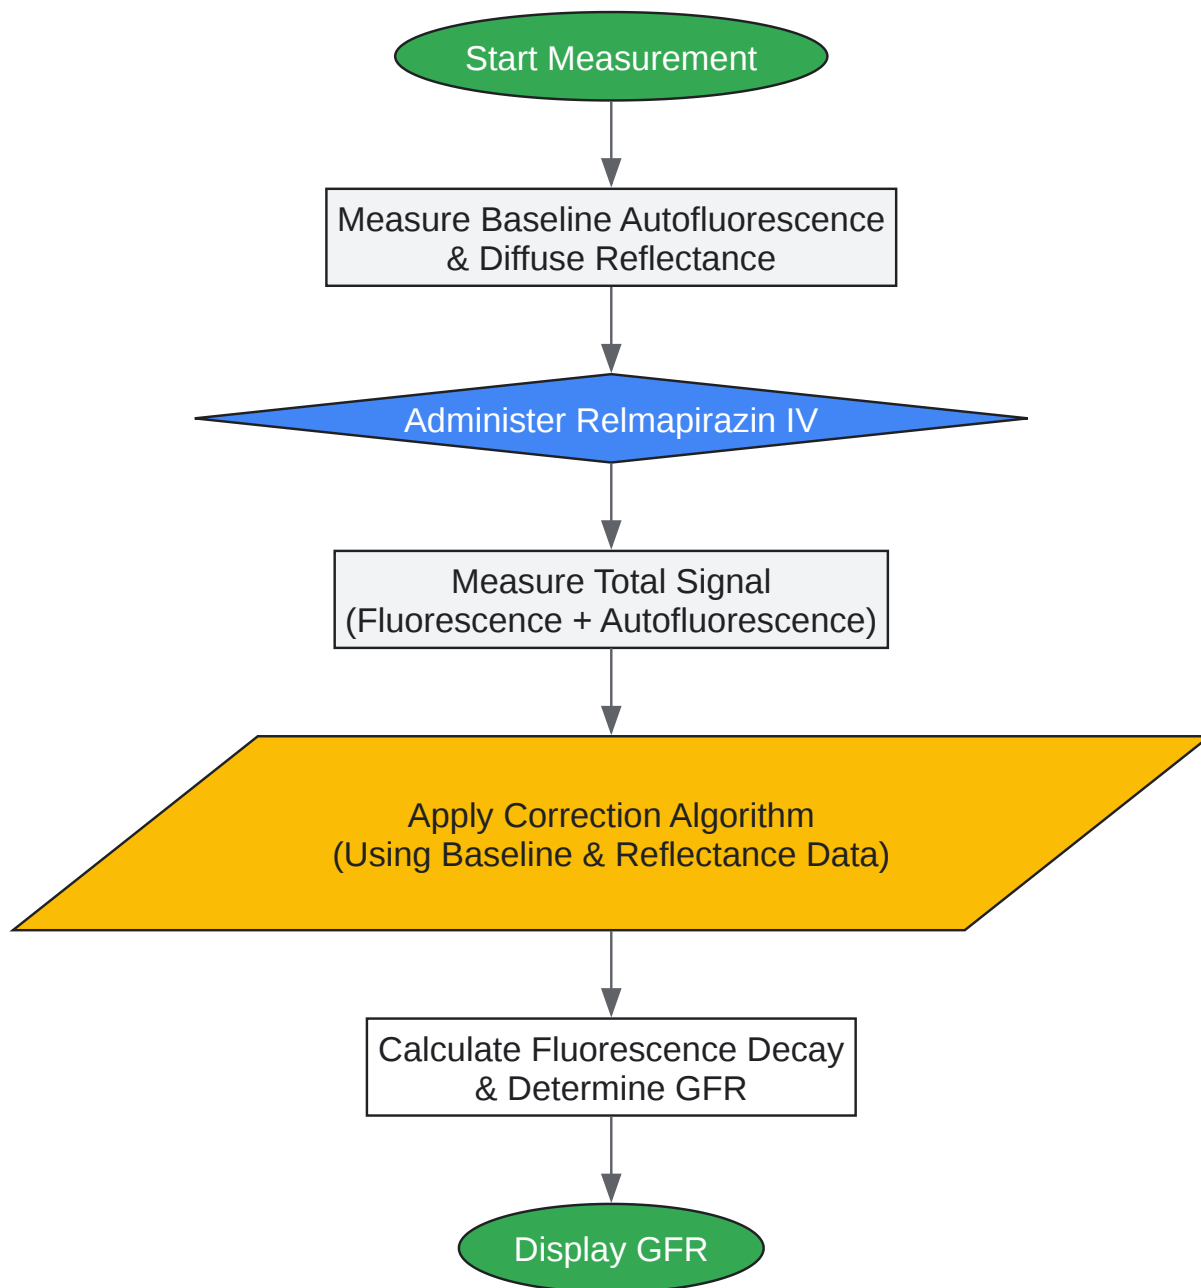 Start Measurement
Measure Baseline Autofluorescence
& Diffuse Reflectance
Administer Relmapirazin IV
Measure Total Signal
(Fluorescence + Autofluorescence)
Apply Correction Algorithm
(Using Baseline & Reflectance Data)
Calculate Fluorescence Decay
& Determine GFR
Display GFR